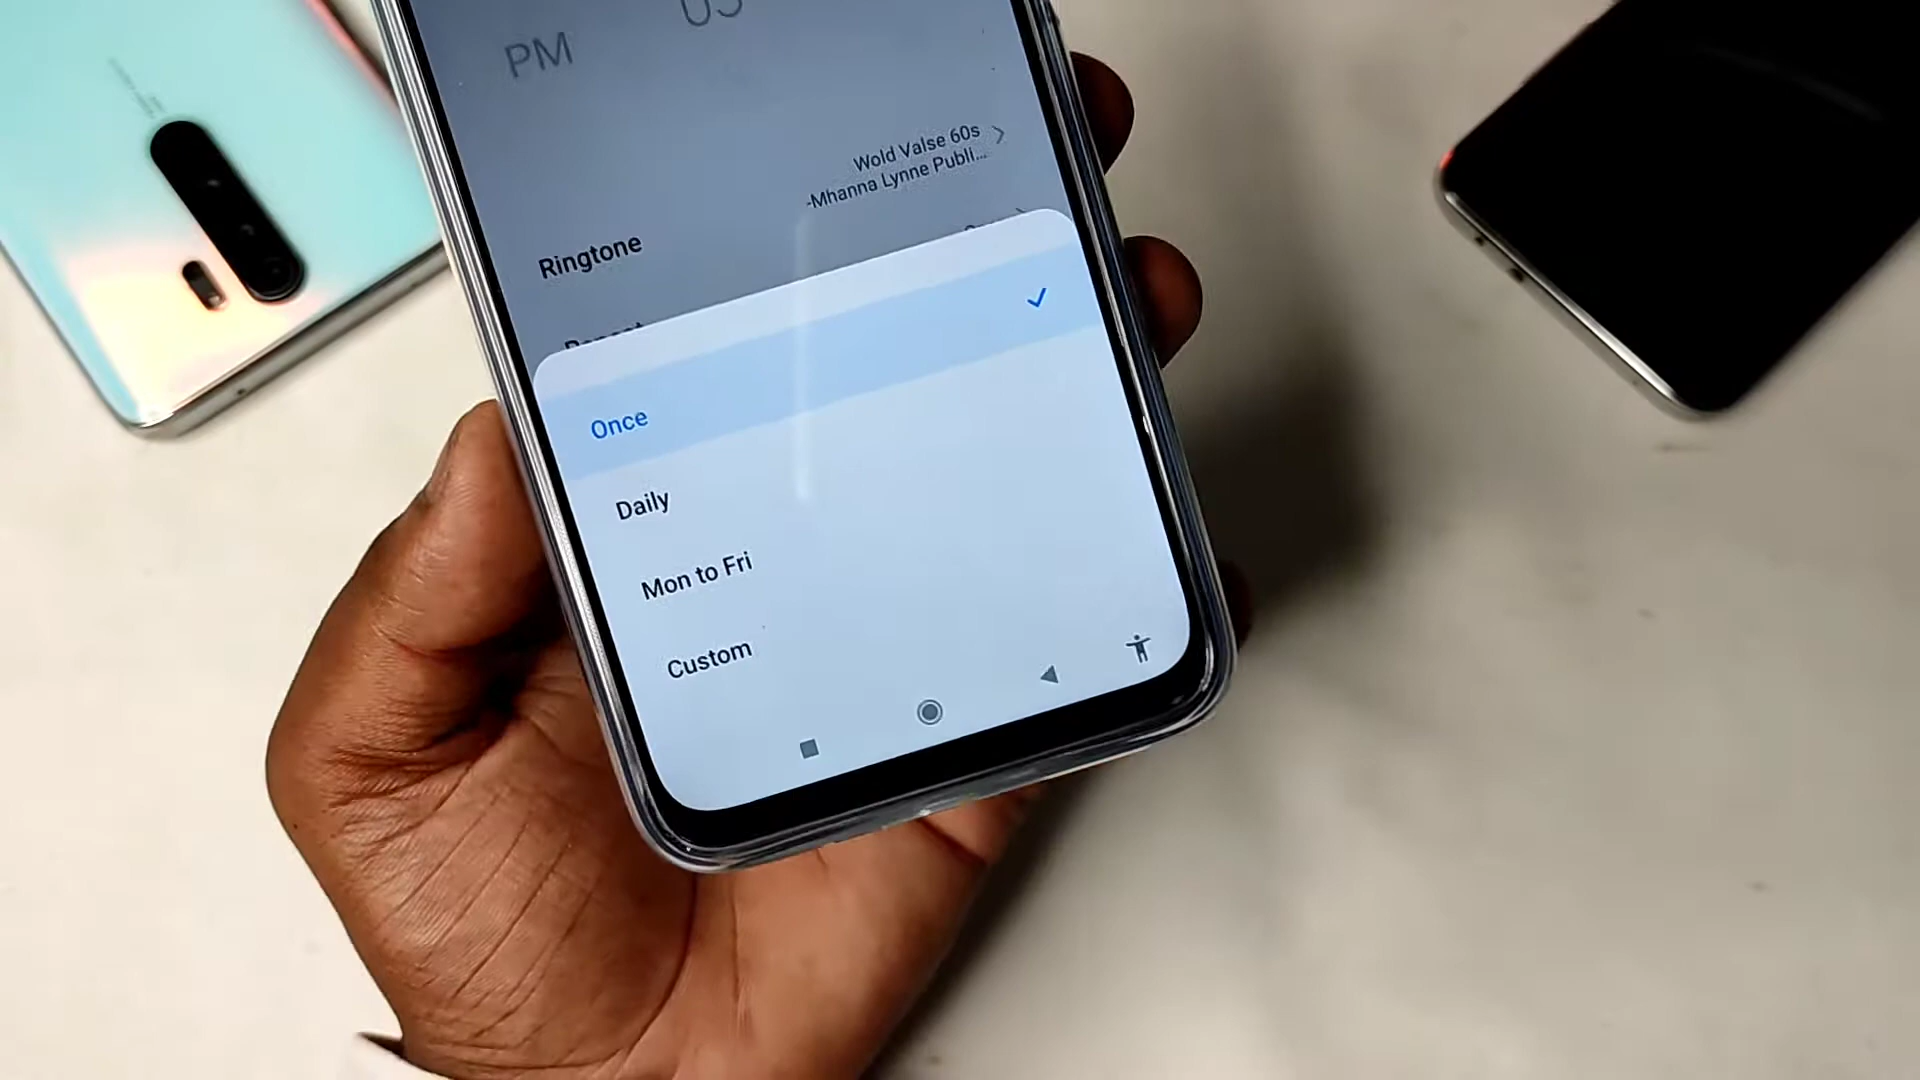 PM
Wold Valse 60s
-Mhanna Lynne Publi...
Ringtone
Once
Daily
Mon to Fri
Custom